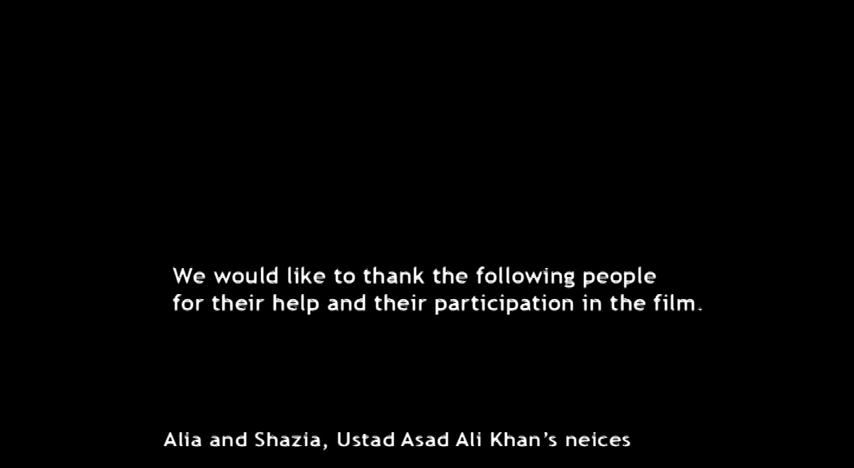 We would like to thank the following people
for their help and their participation in the film.
Alia and Shazia, Ustad Asad Ali Khan's neices